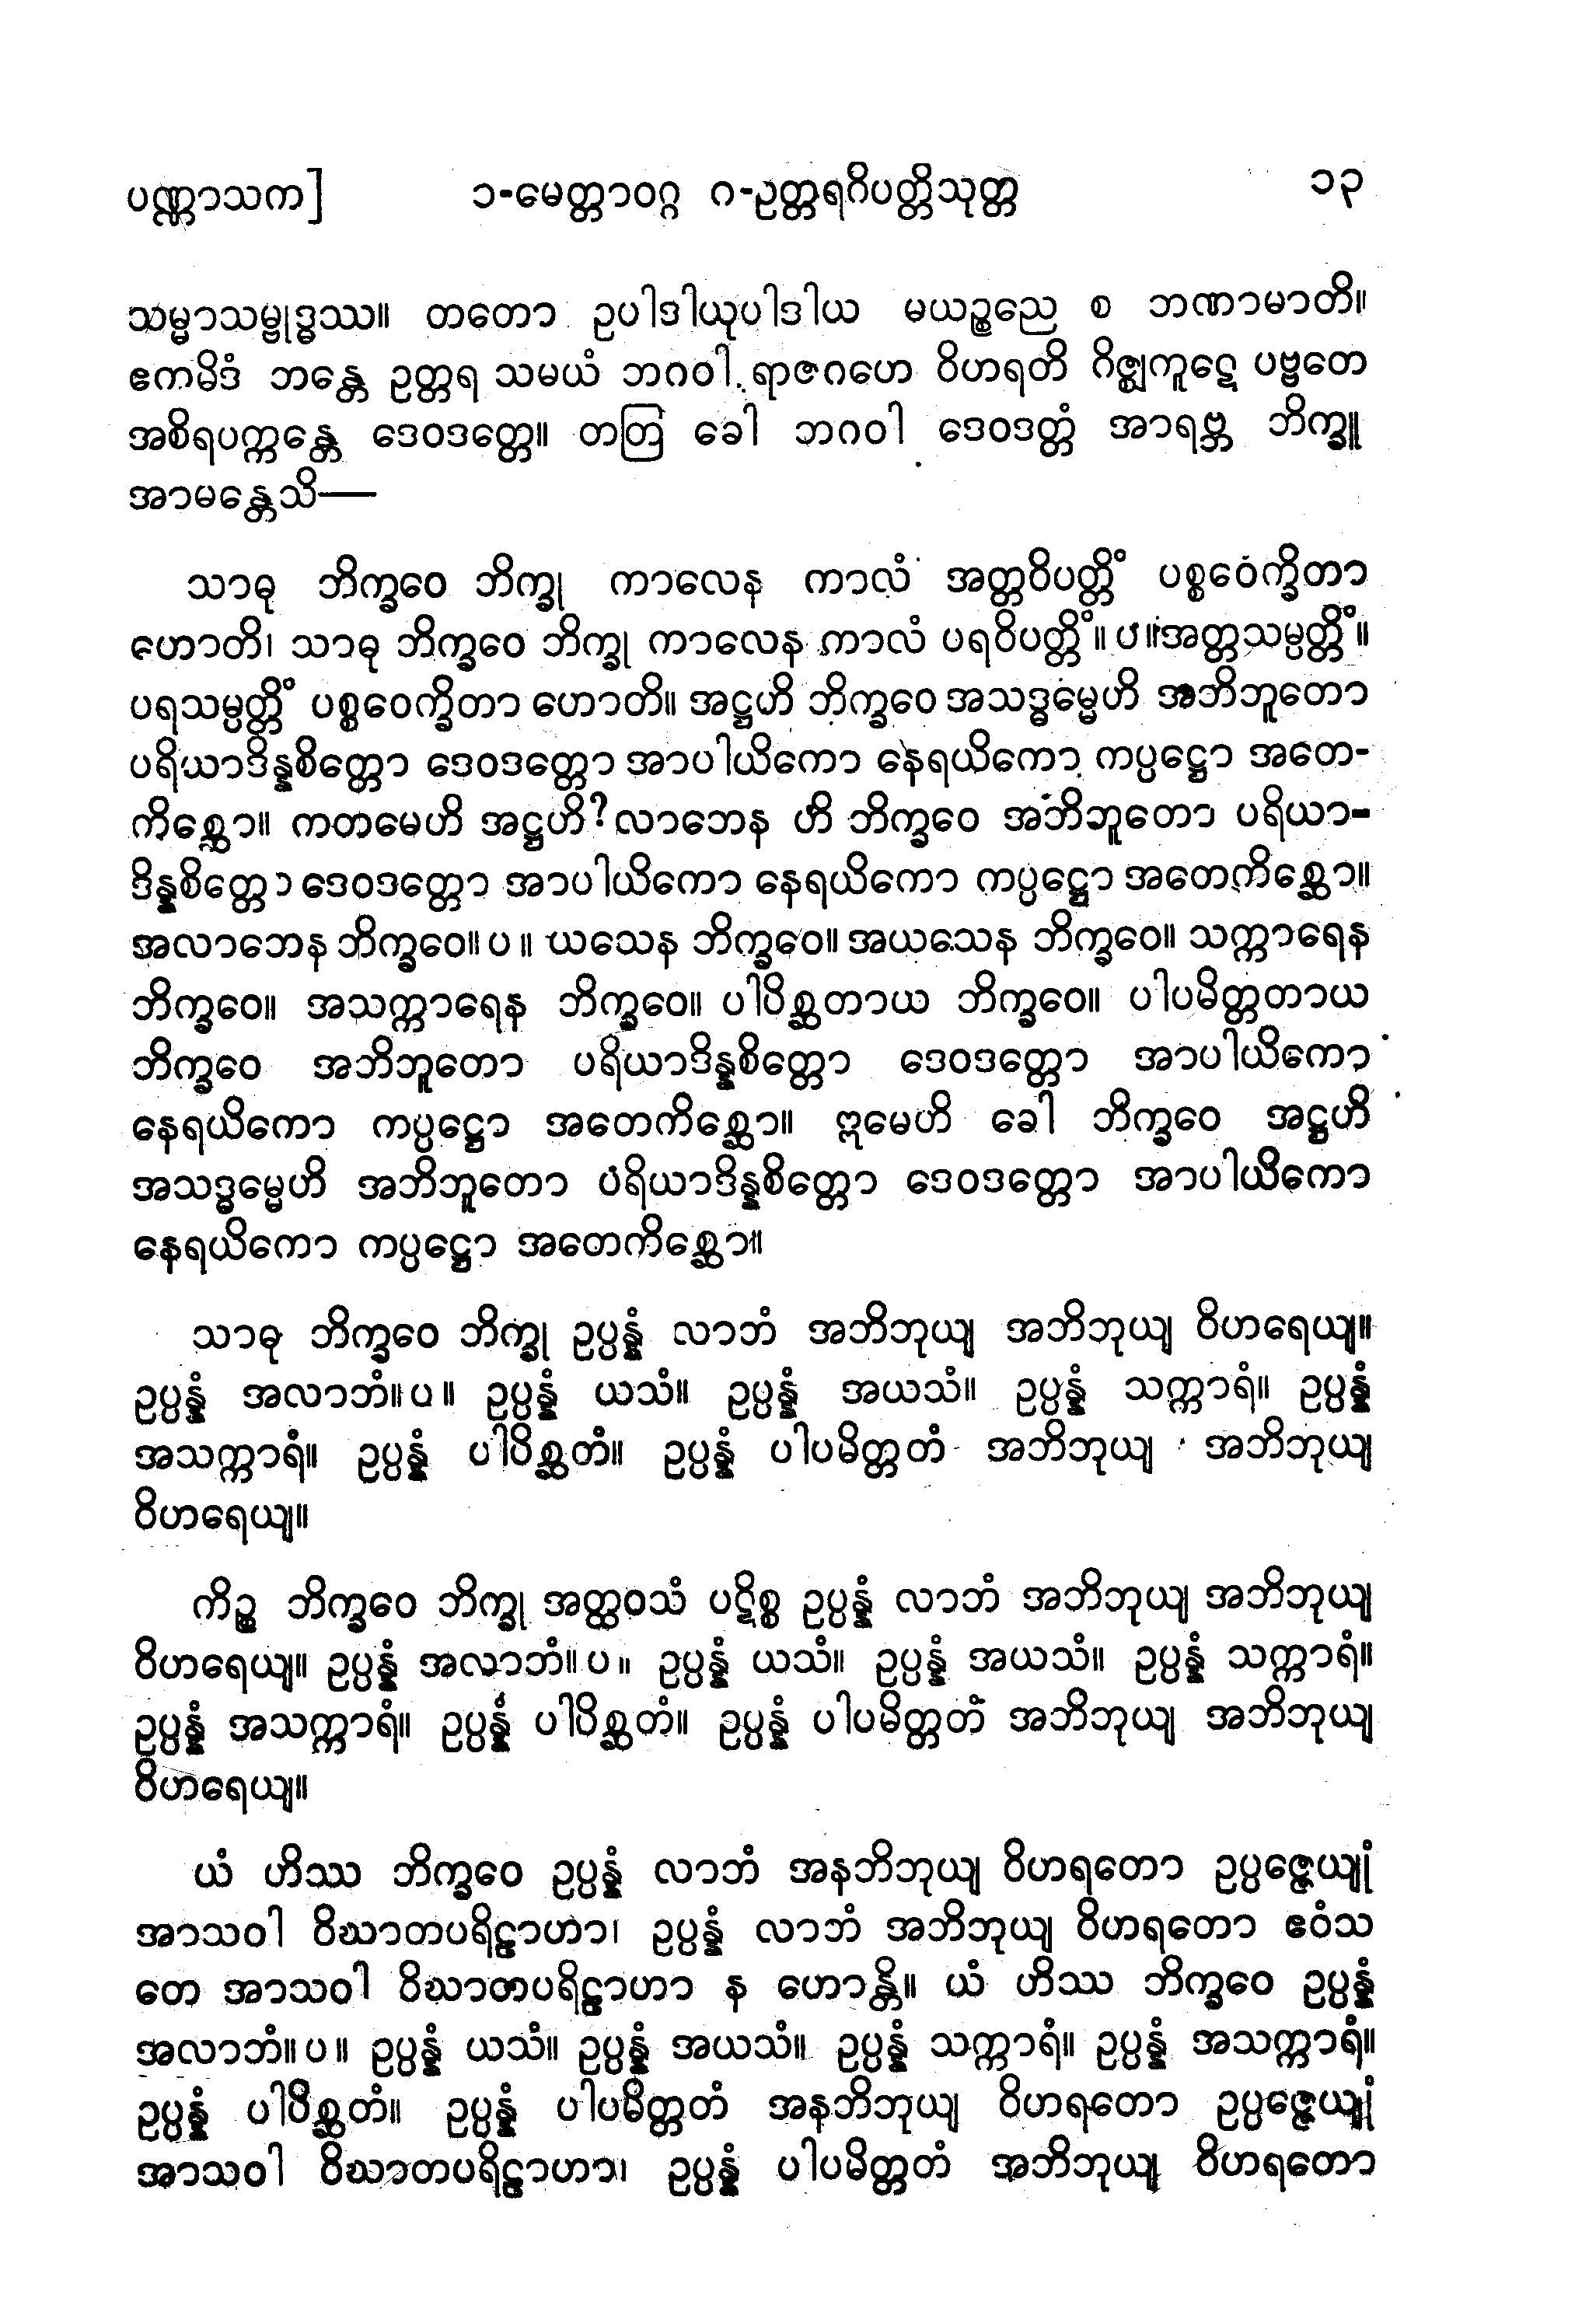 ပဏ္ဏာသက]	၁-မေတ္တာဝဂ္ဂ ဂ-ဥတ္တရဂိပတ္တိသုတ္တ	၁၃
သမ္မာသမ္ဗုဒ္ဓဿ။ တတော ဥပါဒါယုပါဒါယ မယဉ္စညေ စ ဘဏာမာတိ။
ဧကမိဒံ ဘန္တေ ဥတ္တရ သမယံ ဘဂဝါ ရာဇဂဟေ ဝိဟရတိ ဂိဇ္ဈကူဋေ ပဗ္ဗတေ
အစိရပက္ကန္တေ ဒေဝဒတ္တေ။ တတြ ခေါ ဘဂဝါ ဒေဝဒတ္တံ အာရဗ္ဘ ဘိက္ခူ
အာမန္တေသိ—
သာဓု ဘိက္ခဝေ ဘိက္ခု ကာလေန ကာလံ အတ္တဝိပတ္တိံ ပစ္စဝေက္ခိတာ
ဟောတိ၊ သာဓု ဘိက္ခဝေ ဘိက္ခု ကာလေန ကာလံ ပရဝိပတ္တိံ။ ပ။ အတ္တသမ္ပတ္တိံ။
ပရသမ္ပတ္တိံ ပစ္စဝေက္ခိတာ ဟောတိ။ အဋ္ဌဟိ ဘိက္ခဝေ အသဒ္ဓမ္မေဟိ အဘိဘူတော
ပရိယာဒိန္နစိတ္တော ဒေဝဒတ္တော အာပါယိကော နေရယိကော ကပ္ပဋ္ဌော အတေ-
ကိစ္ဆော။ ကတမေဟိ အဋ္ဌဟိ? လာဘေန ဟိ ဘိက္ခဝေ အဘိဘူတော ပရိယာ-
ဒိန္နစိတ္တော ဒေဝဒတ္တော အာပါယိကော နေရယိကော ကပ္ပဋ္ဌော အတေကိစ္ဆော။
အလာဘေန ဘိက္ခဝေ။ ပ ။ ယသေန ဘိက္ခဝေ။ အယသေန ဘိက္ခဝေ။ သက္ကာရေန
ဘိက္ခဝေ။ အသက္ကာရေန ဘိက္ခဝေ။ ပါပိစ္ဆတာယ ဘိက္ခဝေ။ ပါပမိတ္တတာယ
ဘိက္ခဝေ အဘိဘူတော ပရိယာဒိန္နစိတ္တော ဒေဝဒတ္တော အာပါယိကော
နေရယိကော ကပ္ပဋ္ဌော အတေကိစ္ဆော။ ဣမေဟိ ခေါ ဘိက္ခဝေ အဋ္ဌဟိ
အသဒ္ဓမ္မေဟိ အဘိဘူတော ပရိယာဒိန္နစိတ္တော ဒေဝဒတ္တော အာပါယိကော
နေရယိကော ကပ္ပဋ္ဌော အတေကိစ္ဆော။
သာဓု ဘိက္ခဝေ ဘိက္ခု ဥပ္ပန္နံ လာဘံ အဘိဘုယျ အဘိဘုယျ ဝိဟရေယျ။
ဥပ္ပန္နံ အလာဘံ။ ပ ။ ဥပ္ပန္နံ ယသံ။ ဥပ္ပန္နံ အယသံ။ ဥပ္ပန္နံ သက္ကာရံ။ ဥပ္ပန္နံ
အသက္ကာရံ။ ဥပ္ပန္နံ ပါပိစ္ဆတံ။ ဥပ္ပန္နံ ပါပမိတ္တတံ အဘိဘုယျ အဘိဘုယျ
ဝိဟရေယျ။
ကိဉ္စ ဘိက္ခဝေ ဘိက္ခု အတ္ထဝသံ ပဋိစ္စ ဥပ္ပန္နံ လာဘံ အဘိဘုယျ အဘိဘုယျ
ဝိဟရေယျ။ ဥပ္ပန္နံ အလာဘံ။ ပ ။ ဥပ္ပန္နံ ယသံ။ ဥပ္ပန္နံ အယသံ။ ဥပ္ပန္နံ သက္ကာရံ။
ဥပ္ပန္နံ အသက္ကာရံ။ ဥပ္ပန္နံ ပါပိစ္ဆတံ။ ဥပ္ပန္နံ ပါပမိတ္တတံ အဘိဘုယျ အဘိဘုယျ
ဝိဟရေယျ။
ယံ ဟိဿ ဘိက္ခဝေ ဥပ္ပန္နံ လာဘံ အနဘိဘုယျ ဝိဟရတော ဥပ္ပဇ္ဇေယျုံ
အာသဝါ ဝိဃာတပရိဠာဟာ၊ ဥပ္ပန္နံ လာဘံ အဘိဘုယျ ဝိဟရတော ဧဝံသ
တေ အာသဝါ ဝိဃာတပရိဠာဟာ န ဟောန္တိ။ ယံ ဟိဿ ဘိက္ခဝေ ဥပ္ပန္နံ
အလာဘံ။ ပ ။ ဥပ္ပန္နံ ယသံ။ ဥပ္ပန္နံ အယသံ။ ဥပ္ပန္နံ သက္ကာရံ။ ဥပ္ပန္နံ အသက္ကာရံ။
ဥပ္ပန္နံ ပါပိစ္ဆတံ။ ဥပ္ပန္နံ ပါပမိတ္တတံ အနဘိဘုယျ ဝိဟရတော ဥပ္ပဇ္ဇေယျုံ
အာသဝါ ဝိဃာတပရိဠာဟာ၊ ဥပ္ပန္နံ ပါပမိတ္တတံ အဘိဘုယျ ဝိဟရတော